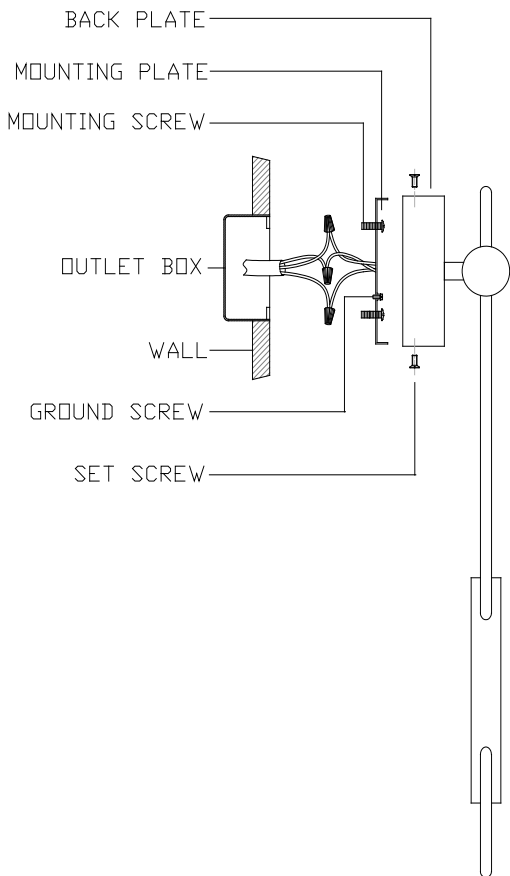 BACK PLATE
MOUNTING PLATE
MOUNTING SCREW
OUTLET BOX
WALL
GROUND SCREW
SET SCREW